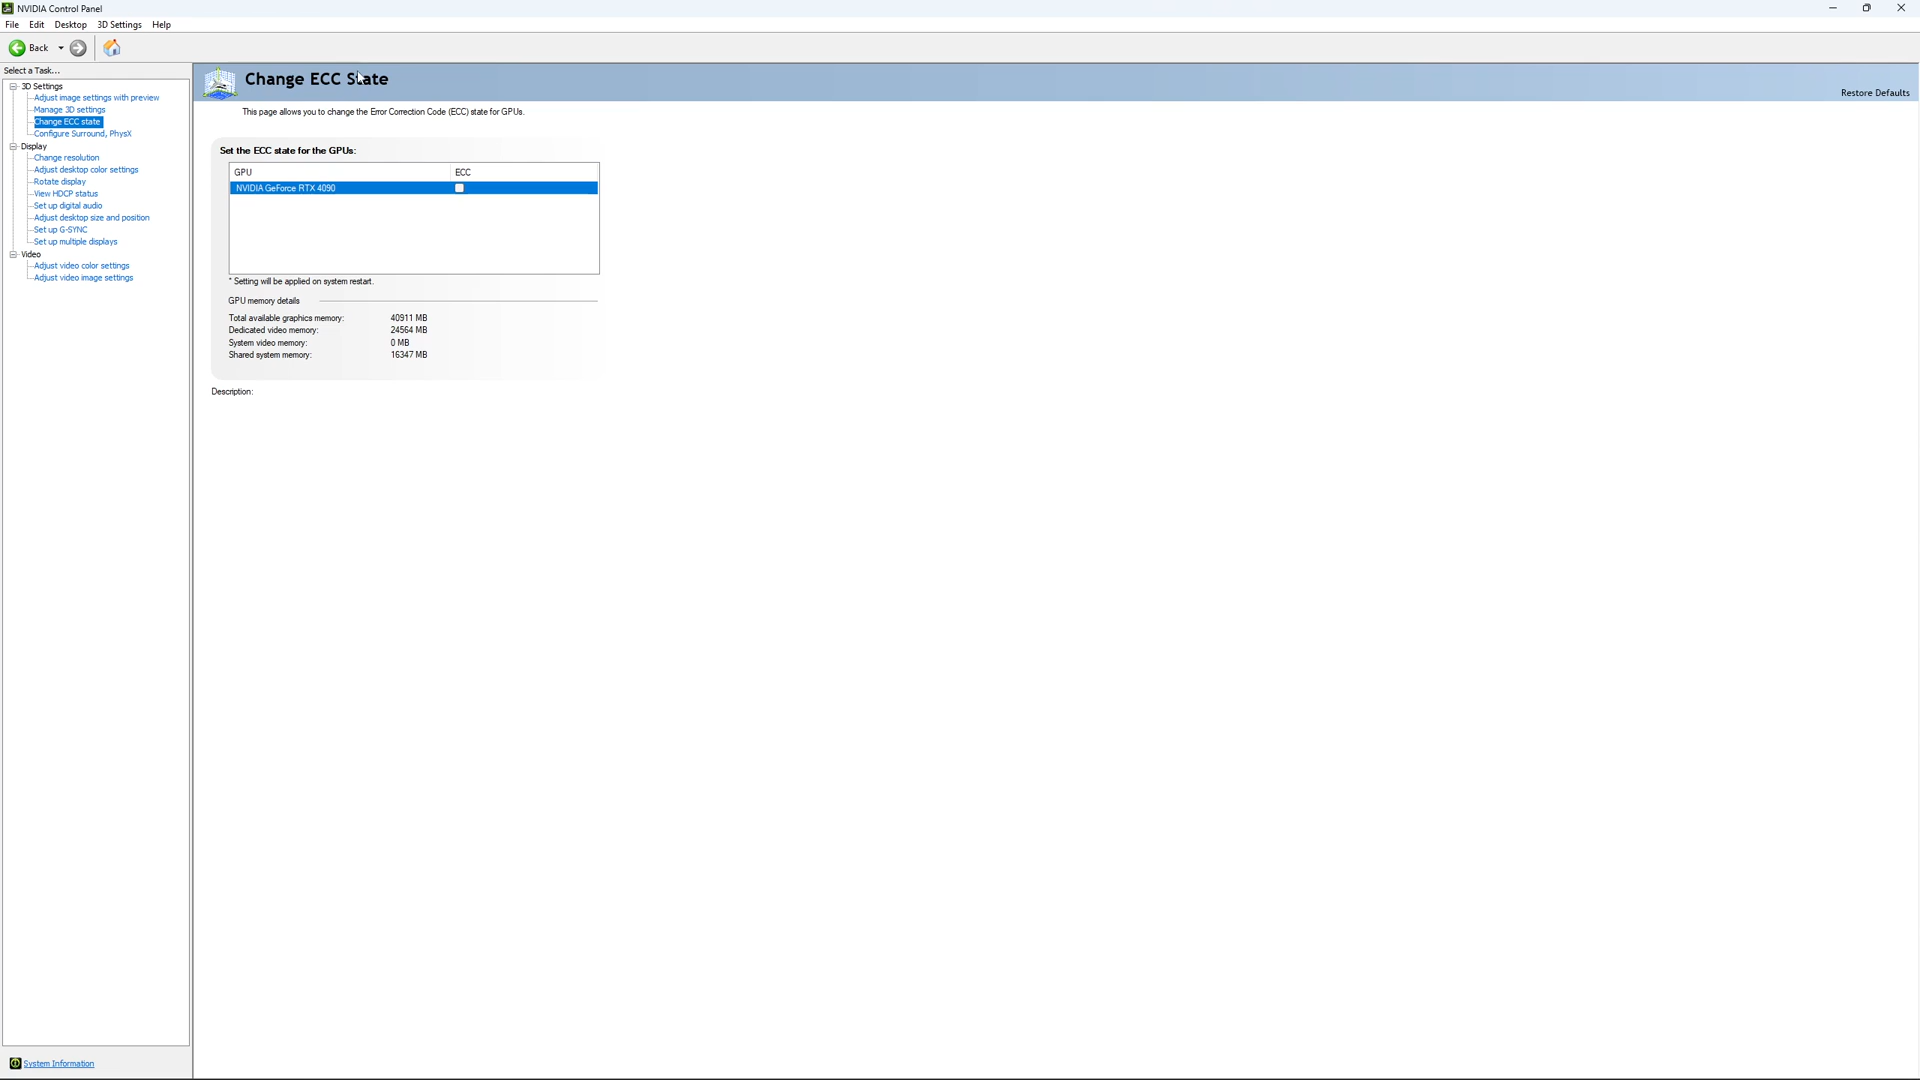 NVIDIA Control Panel
File Edit Desktop 3D Settings Help
Back
Select a Task...
3D Settings
Adjust image settings with preview
Manage 3D settings
Change ECC state
Configure Surround, PhysX
Display
Change resolution
Adjust desktop color settings
Rotate display
View HDCP status
Set up digital audio
Adjust desktop size and position
Set up G-SYNC
Set up multiple displays
Video
Adjust video color settings
Adjust video image settings
System Information
Change ECC State
Restore Defaults
This page allows you to change the Error Correction Code (ECC) state for GPUs.
Set the ECC state for the GPUs:
GPU ECC
NVIDIA GeForce RTX 4090
* Setting will be applied on system restart.
GPU memory details
Total available graphics memory: 40911 MB
Dedicated video memory: 24564 MB
System video memory: 0 MB
Shared system memory: 16347 MB
Description: